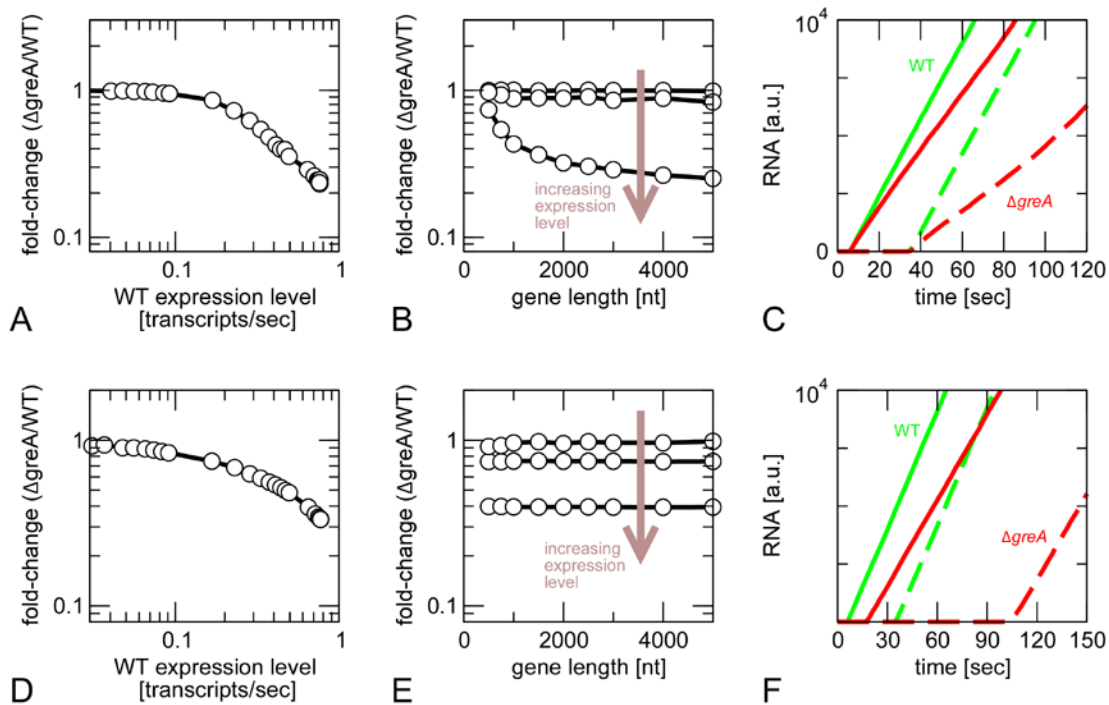 fold-change (ΔgreA/WT)
1
0.1
0.1
1
WT expression level
[transcripts/sec]
A
fold-change (ΔgreA/WT)
1
0.1
increasing
expression
level
0
2000
4000
gene length [nt]
B
RNA [a.u.]
10⁴
0
WT
ΔgreA
0
20
40
60
80
100
120
time [sec]
C
fold-change (ΔgreA/WT)
1
0.1
0.1
1
WT expression level
[transcripts/sec]
D
fold-change (ΔgreA/WT)
1
0.1
increasing
expression
level
0
2000
4000
gene length [nt]
E
RNA [a.u.]
10⁴
WT
ΔgreA
0
30
60
90
120
150
time [sec]
F